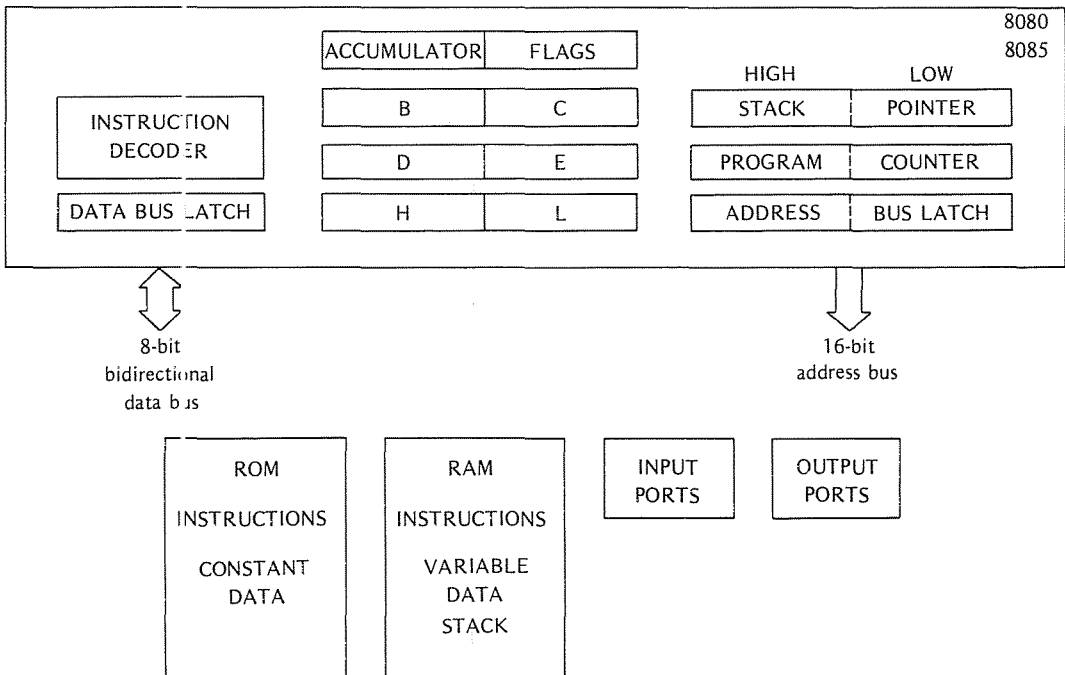 8080
8085
ACCUMULATOR FLAGS
HIGH LOW
B C
STACK POINTER
INSTRUCTION
DECODER
D E
PROGRAM COUNTER
DATA BUS LATCH
H L
ADDRESS BUS LATCH
8-bit
bidirectional
data bus
16-bit
address bus
ROM
INSTRUCTIONS
CONSTANT
DATA
RAM
INSTRUCTIONS
VARIABLE
DATA
STACK
INPUT
PORTS
OUTPUT
PORTS